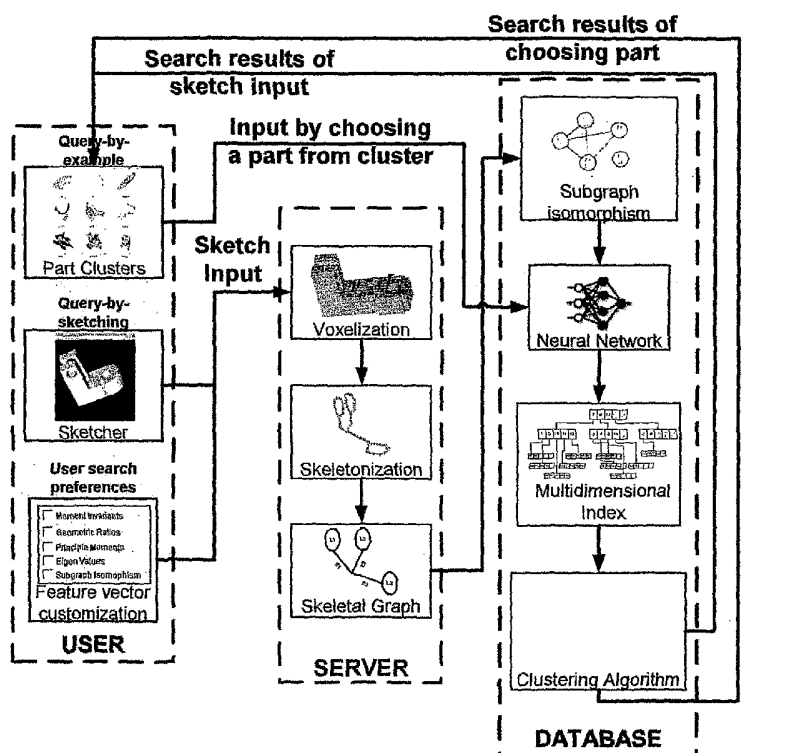 Search results of
choosing part
Search results of
sketch input
Query-by-
example
Part Clusters
Input by choosing
a part from cluster
Sketch
Input
Query-by-
sketching
Sketcher
User search
preferences
Moment Invariants
Geometric Ratios
Principle Moments
Eigen Values
Subgraph Isomophism
Feature vector
customization
USER
Voxelization
Skeletonization
Skeletal Graph
SERVER
Subgraph
isomorphism
Neural Network
Multidimensional
Index
Clustering Algorithm
DATABASE